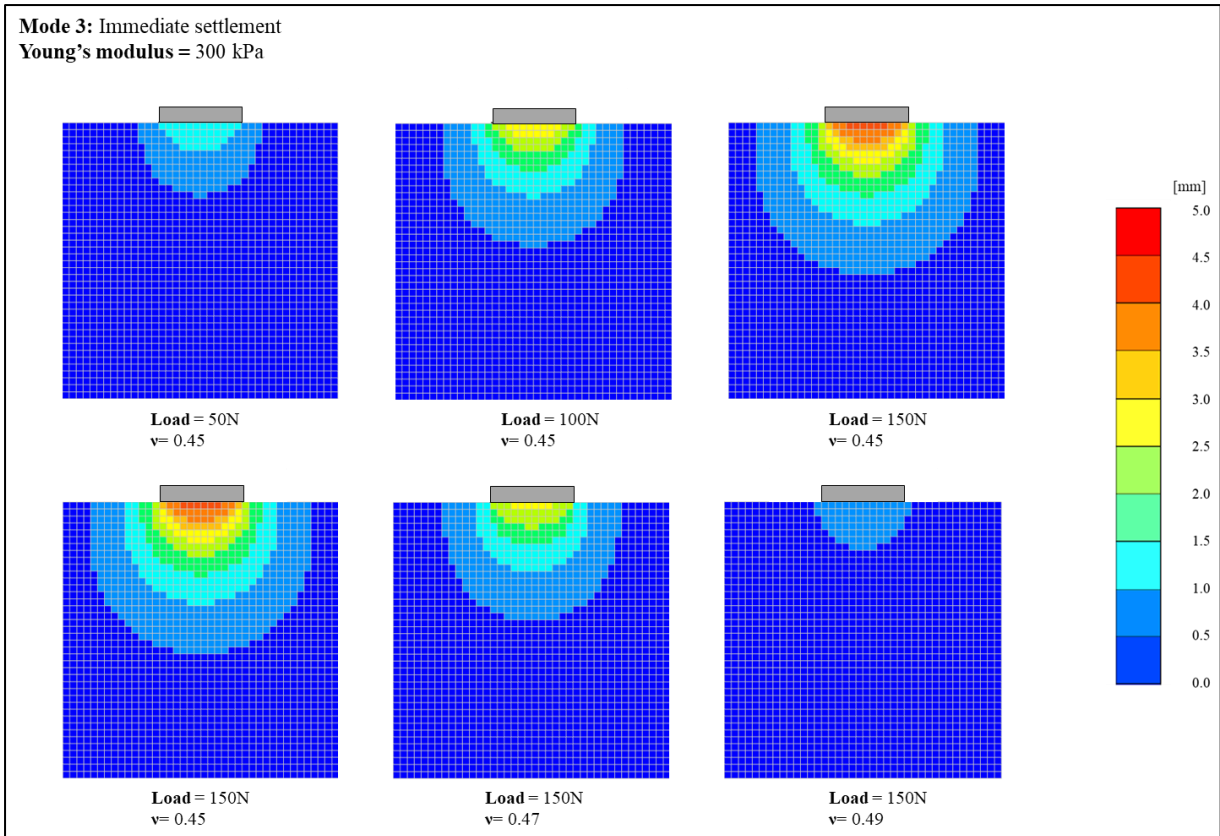 Mode 3: Immediate settlement
Young's modulus = 300 kPa
Load = 50N
ν= 0.45
Load = 100N
ν= 0.45
Load = 150N
ν= 0.45
[mm]
5.0
4.5
4.0
3.5
3.0
2.5
2.0
1.5
1.0
0.5
0.0
Load = 150N
ν= 0.45
Load = 150N
ν= 0.47
Load = 150N
ν= 0.49